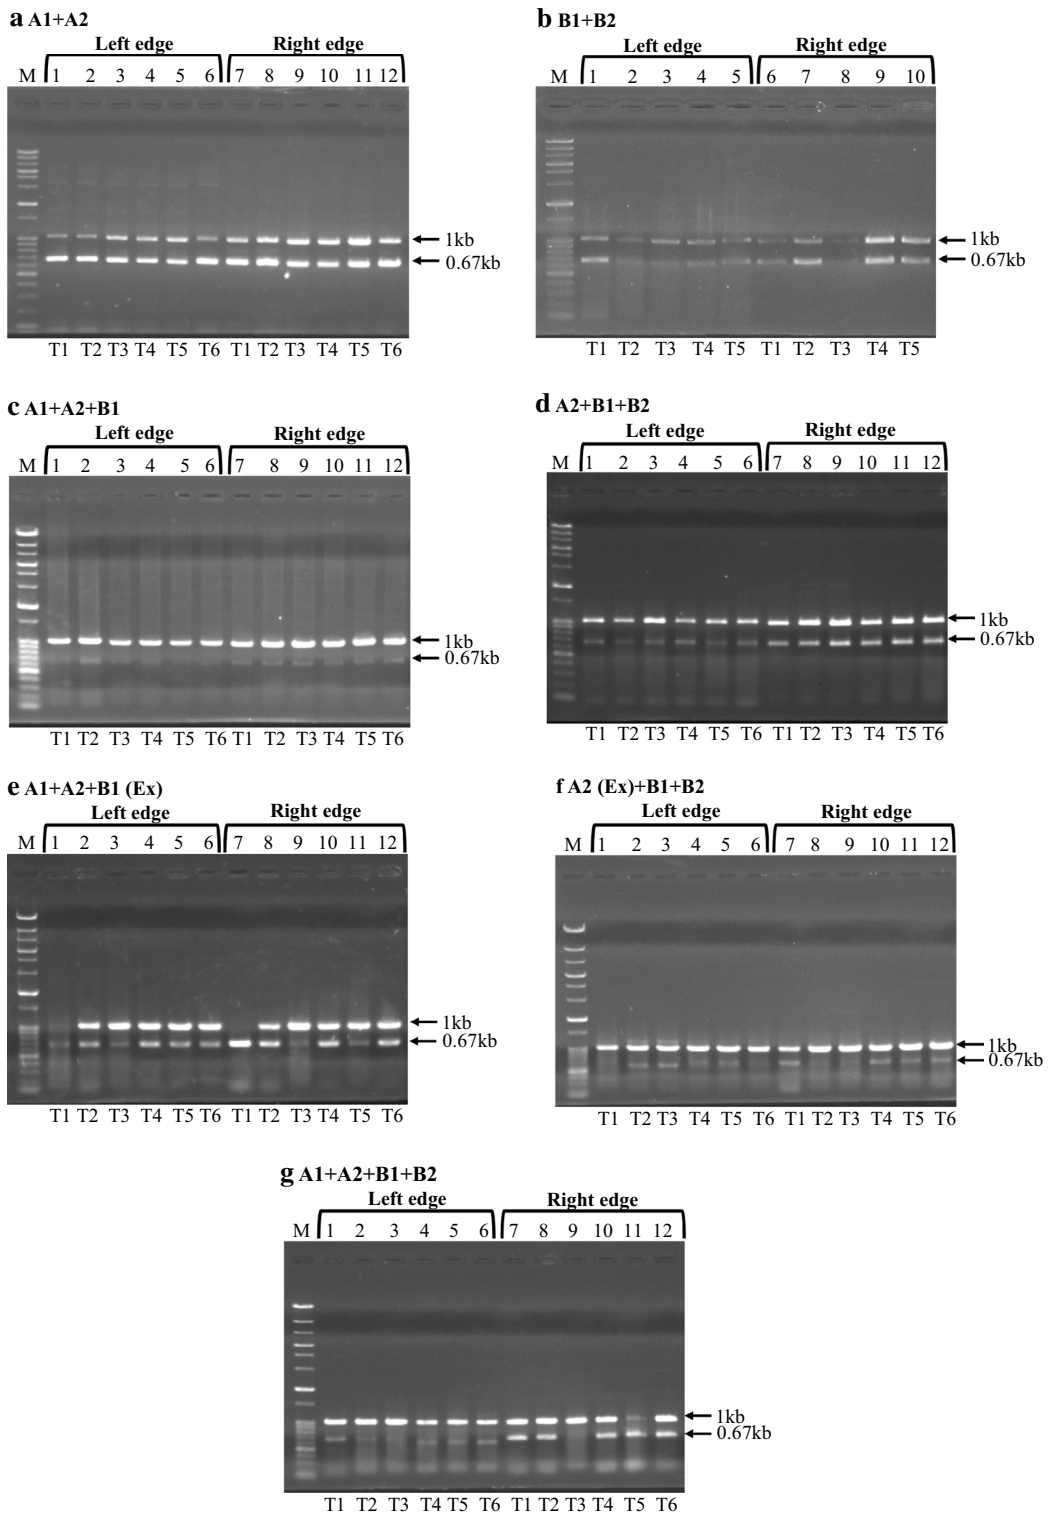 a A1+A2
Left edge Right edge
M 1 2 3 4 5 6 7 8 9 10 11 12
1kb
0.67kb
T1 T2 T3 T4 T5 T6 T1 T2 T3 T4 T5 T6
b B1+B2
Left edge Right edge
M 1 2 3 4 5 6 7 8 9 10
1kb
0.67kb
T1 T2 T3 T4 T5 T1 T2 T3 T4 T5
c A1+A2+B1
Left edge Right edge
M 1 2 3 4 5 6 7 8 9 10 11 12
1kb
0.67kb
T1 T2 T3 T4 T5 T6 T1 T2 T3 T4 T5 T6
d A2+B1+B2
Left edge Right edge
M 1 2 3 4 5 6 7 8 9 10 11 12
1kb
0.67kb
T1 T2 T3 T4 T5 T6 T1 T2 T3 T4 T5 T6
e A1+A2+B1 (Ex)
Left edge Right edge
M 1 2 3 4 5 6 7 8 9 10 11 12
1kb
0.67kb
T1 T2 T3 T4 T5 T6 T1 T2 T3 T4 T5 T6
f A2 (Ex)+B1+B2
Left edge Right edge
M 1 2 3 4 5 6 7 8 9 10 11 12
1kb
0.67kb
T1 T2 T3 T4 T5 T6 T1 T2 T3 T4 T5 T6
g A1+A2+B1+B2
Left edge Right edge
M 1 2 3 4 5 6 7 8 9 10 11 12
1kb
0.67kb
T1 T2 T3 T4 T5 T6 T1 T2 T3 T4 T5 T6